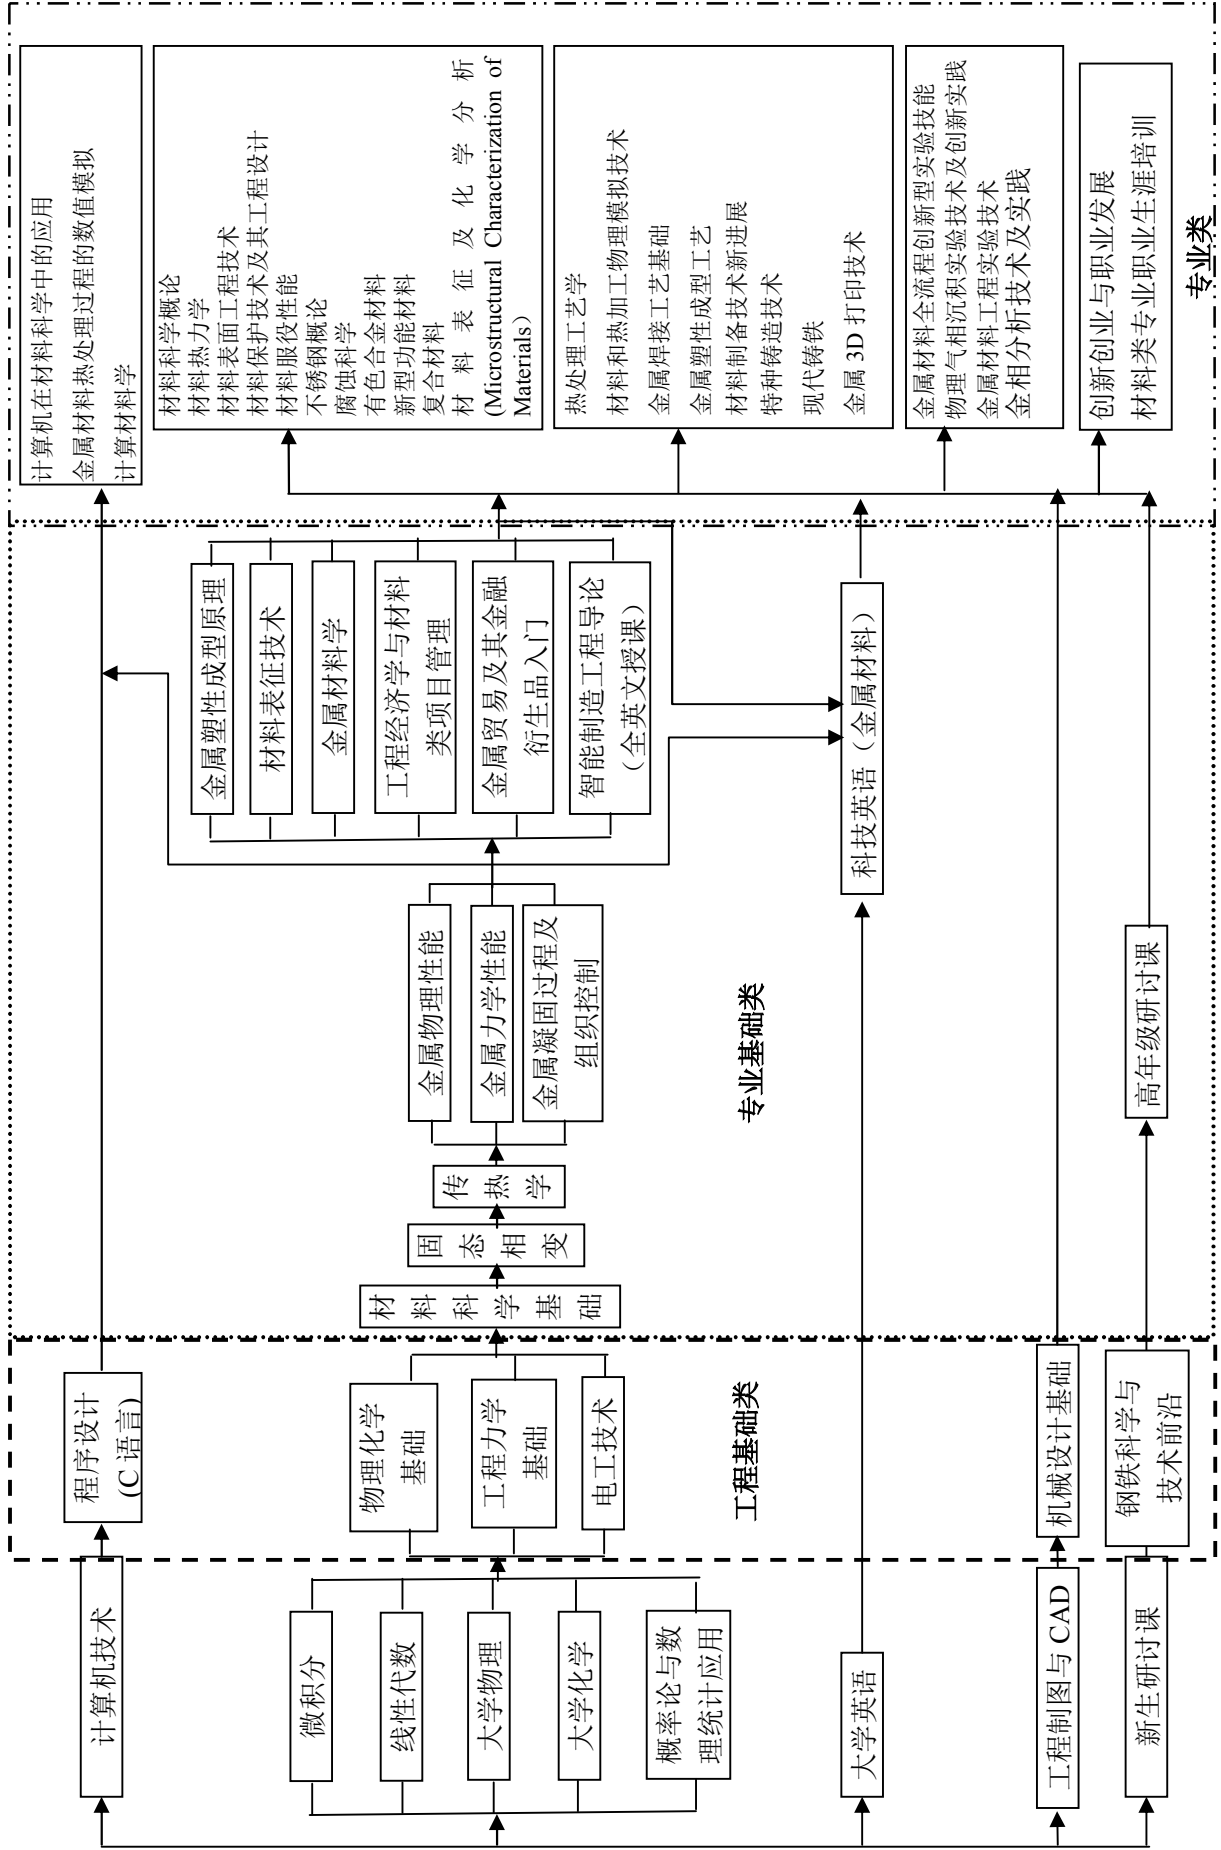 计算机技术
微积分
线性代数
大学物理
大学化学
概率论与数
理统计应用
大学英语
工程制图与 CAD
新生研讨课
程序设计
(C 语言)
物理化学
基础
工程力学
基础
电工技术
工程基础类
机械设计基础
钢铁科学与
技术前沿
材料科学基础
固态相变
传热学
金属物理性能
金属力学性能
金属凝固过程及
组织控制
专业基础类
高年级研讨课
金属塑性成型原理
材料表征技术
金属材料学
工程经济学与材料
类项目管理
金属贸易及其金融
衍生品入门
智能制造工程导论
（全英文授课）
科技英语（金属材料）
计算机在材料科学中的应用
金属材料热处理过程的数值模拟
计算材料学
材料科学概论
材料热力学
材料表面工程技术
材料保护技术及其工程设计
材料服役性能
不锈钢概论
腐蚀科学
有色合金材料
新型功能材料
复合材料
材料表征及化学分析
(Microstructural Characterization of
Materials）
热处理工艺学
材料和热加工物理模拟技术
金属焊接工艺基础
金属塑性成型工艺
材料制备技术新进展
特种铸造技术
现代铸铁
金属 3D 打印技术
金属材料全流程创新型实验技能
物理气相沉积实验技术及创新实践
金属材料工程实验技术
金相分析技术及实践
创新创业与职业发展
材料类专业职业生涯培训
专业类